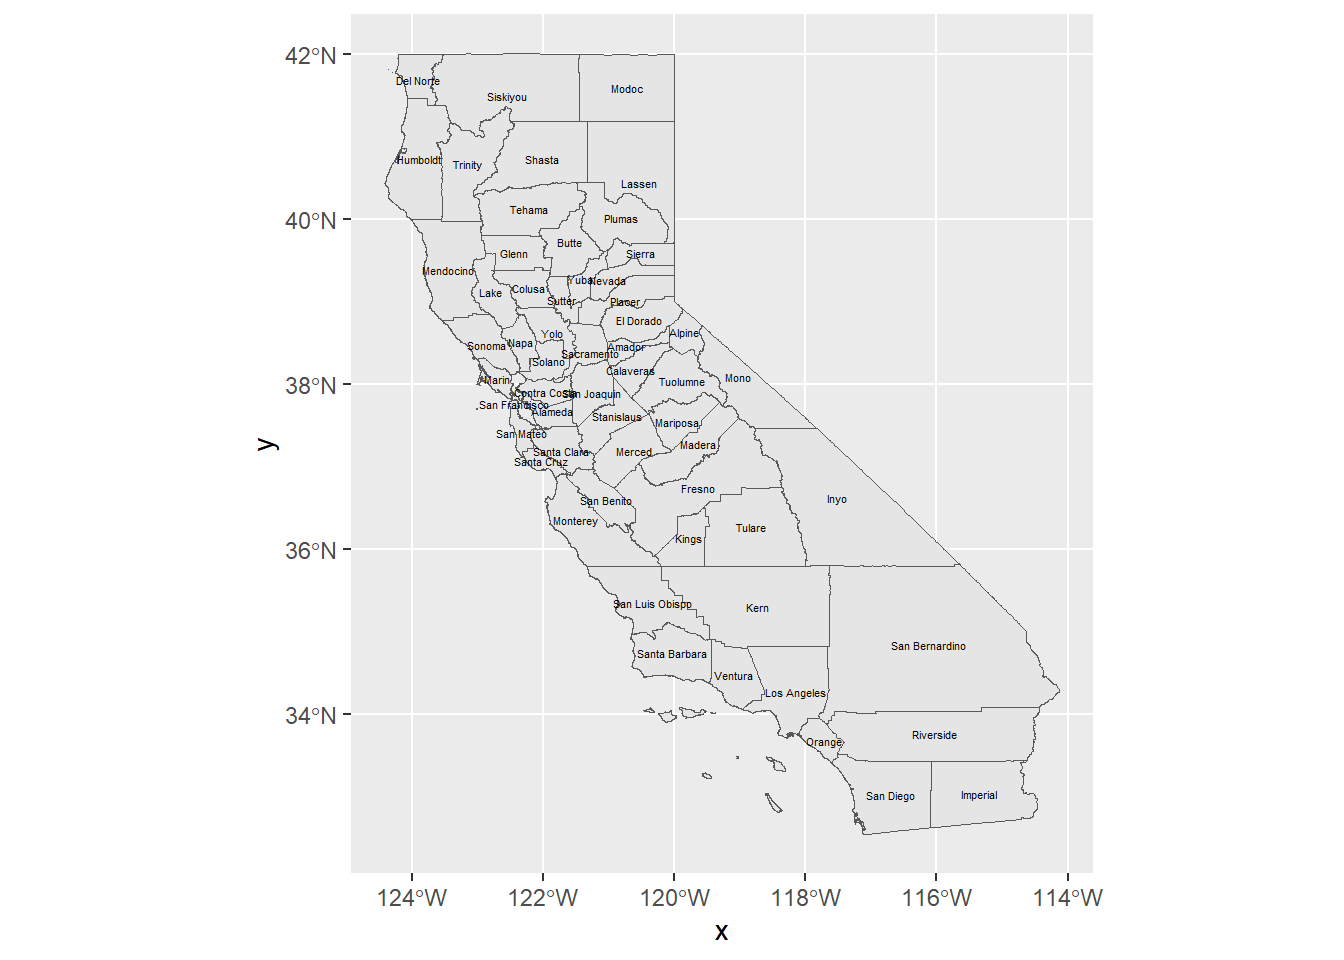 42°N
Del Norte
Modoc
Siskiyou
Humboldt
Shasta
Trinity
Lassen
Tehama
40°N
Plumas
Butte
Glenn
Sierra
Mendocino
Yuba
Nevada
Colusa
Lake
Sutter
Placer
El Dorado
Yolo
Alpine
Napa
Sonoma
Amador
Sacramento
Solano
Calaveras
38°N
Marin
Tuolumne
Mono
Contra Costa
San Joaquin
San Francisco
Alameda
Stanislaus
Mariposa
San Mateo
Madera
Santa Clara
Merced
Santa Cruz
Fresno
San Benito
Inyo
Monterey
Tulare
Kings
36°N
San Luis Obispo
Kern
San Bernardino
Santa Barbara
Ventura
Los Angeles
34°N
Riverside
Orange
San Diego
Imperial
124°W
122°W
120°W
118°W
116°W
114°W
x
y